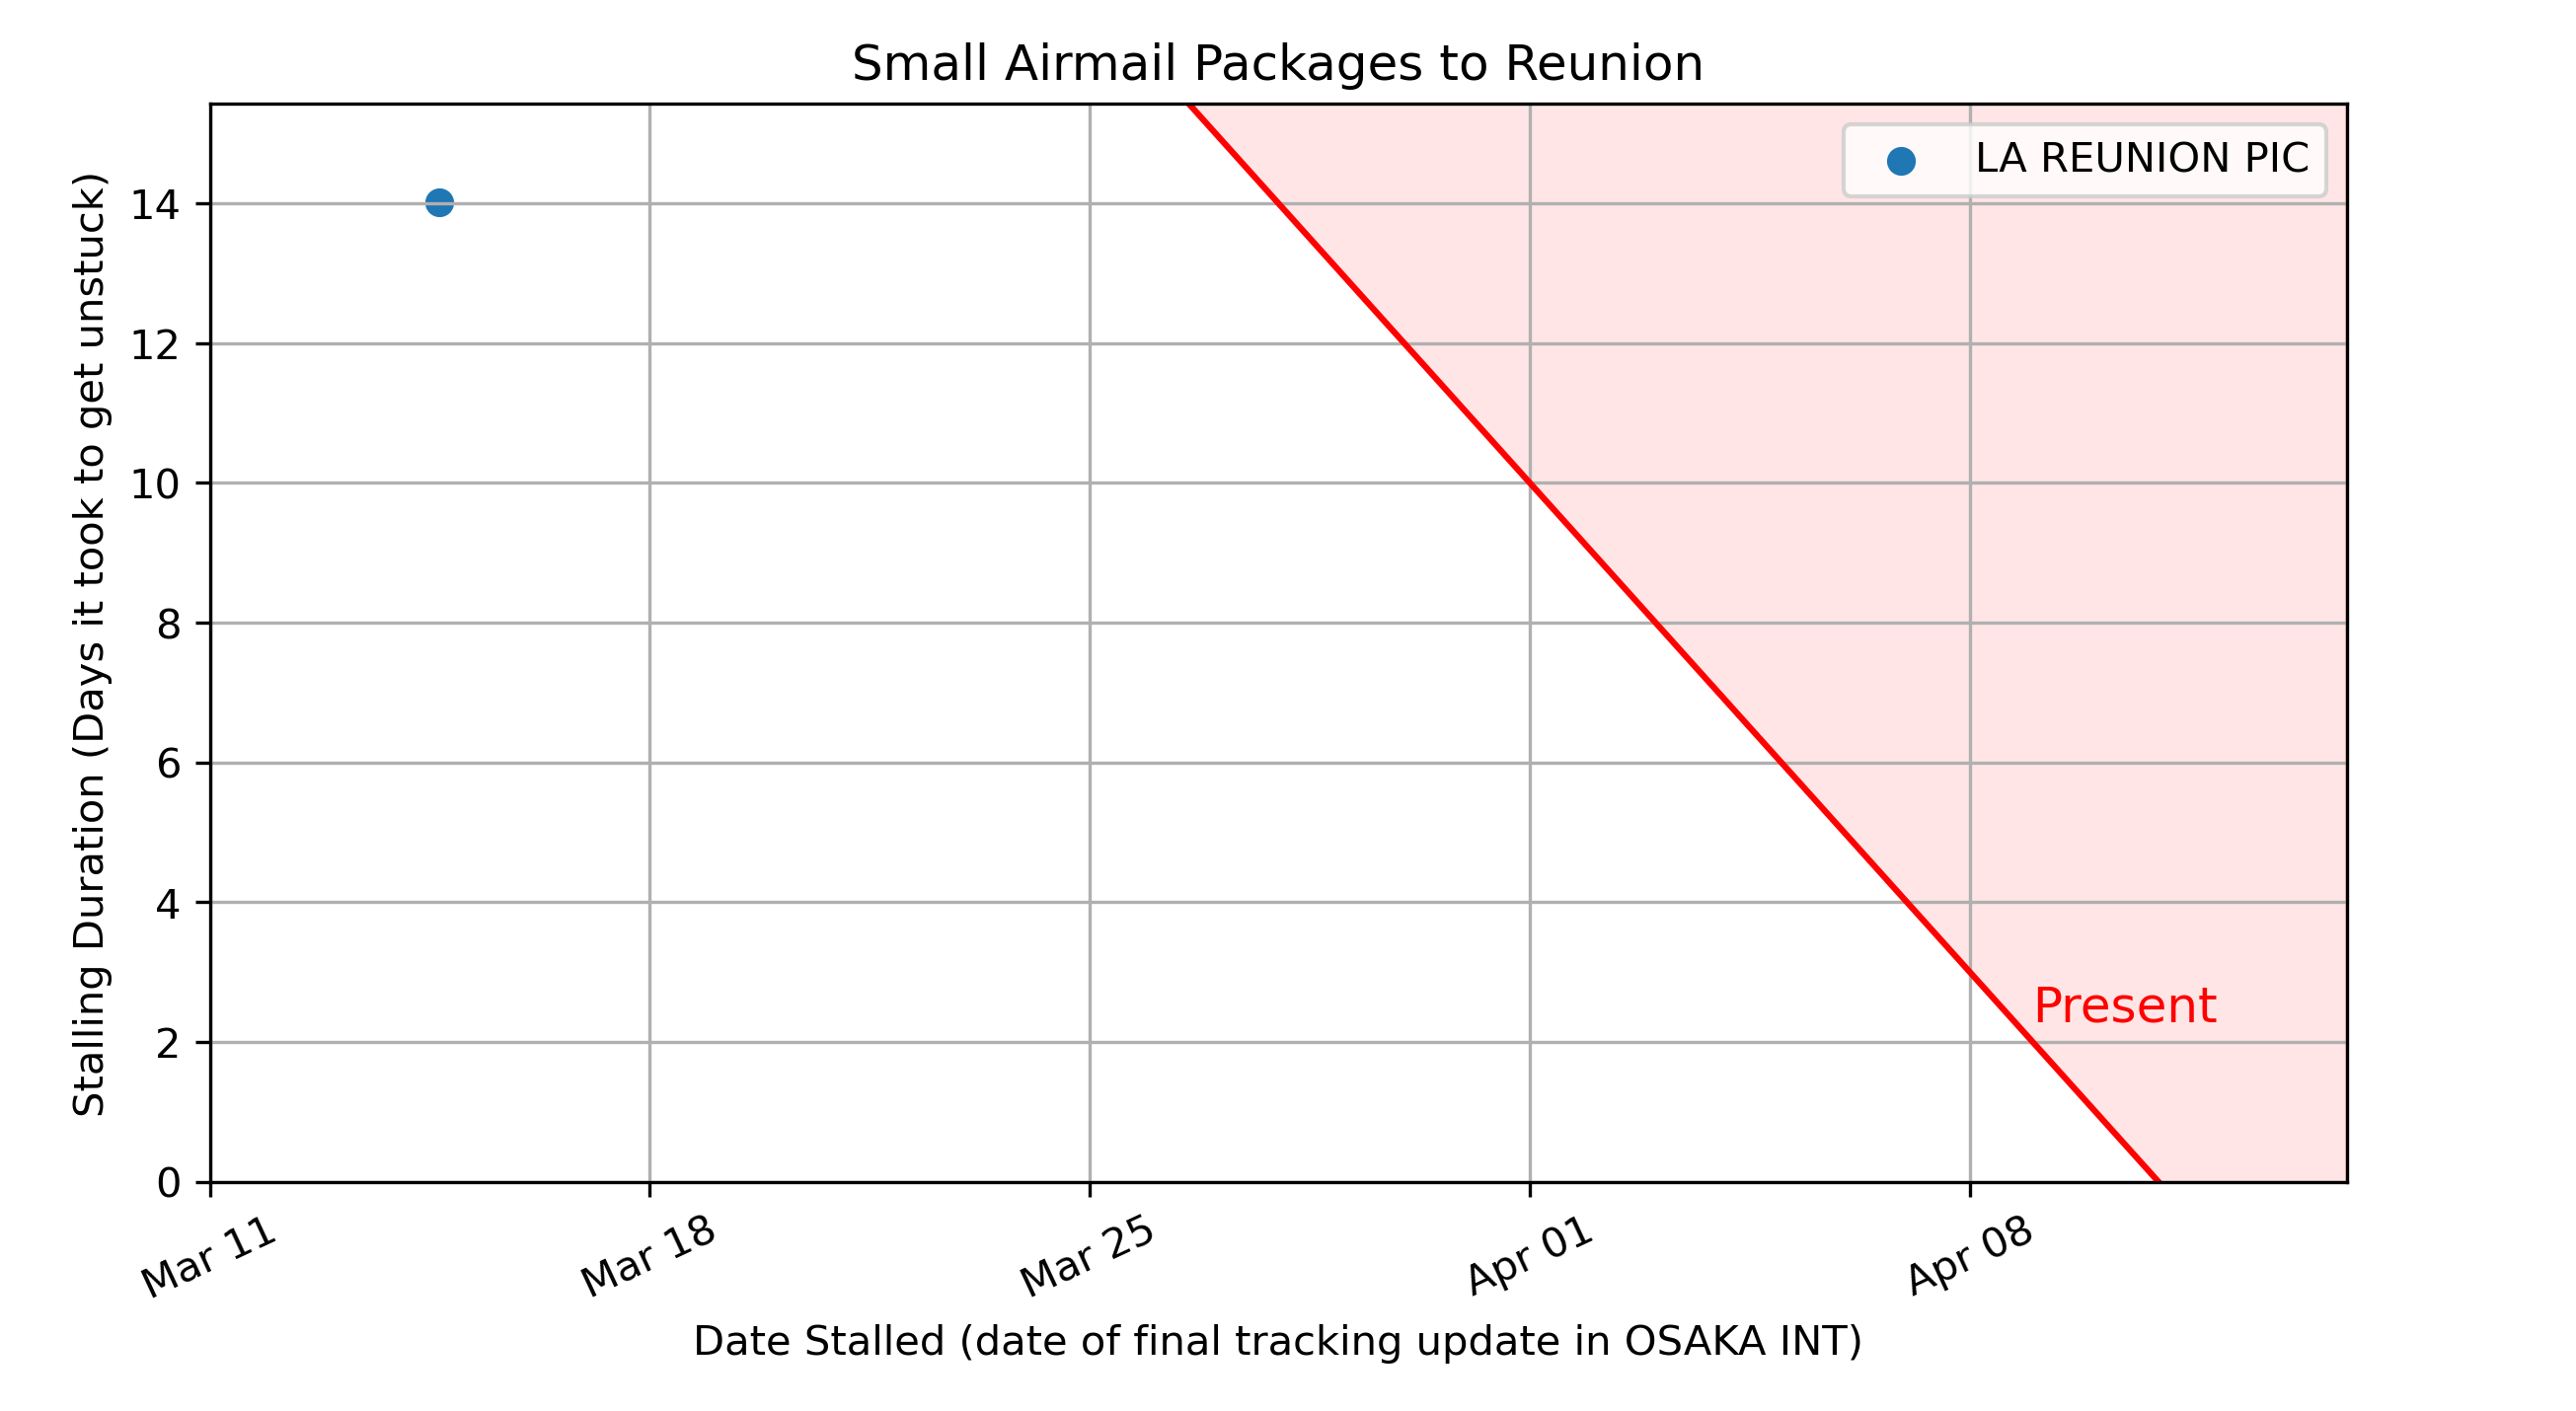 Small Airmail Packages to Reunion
LA REUNION PIC
Stalling Duration (Days it took to get unstuck)
14
12
10
8
6
4
2
0
Present
Mar 11
Mar 18
Mar 25
Apr 01
Apr 08
Date Stalled (date of final tracking update in OSAKA INT)